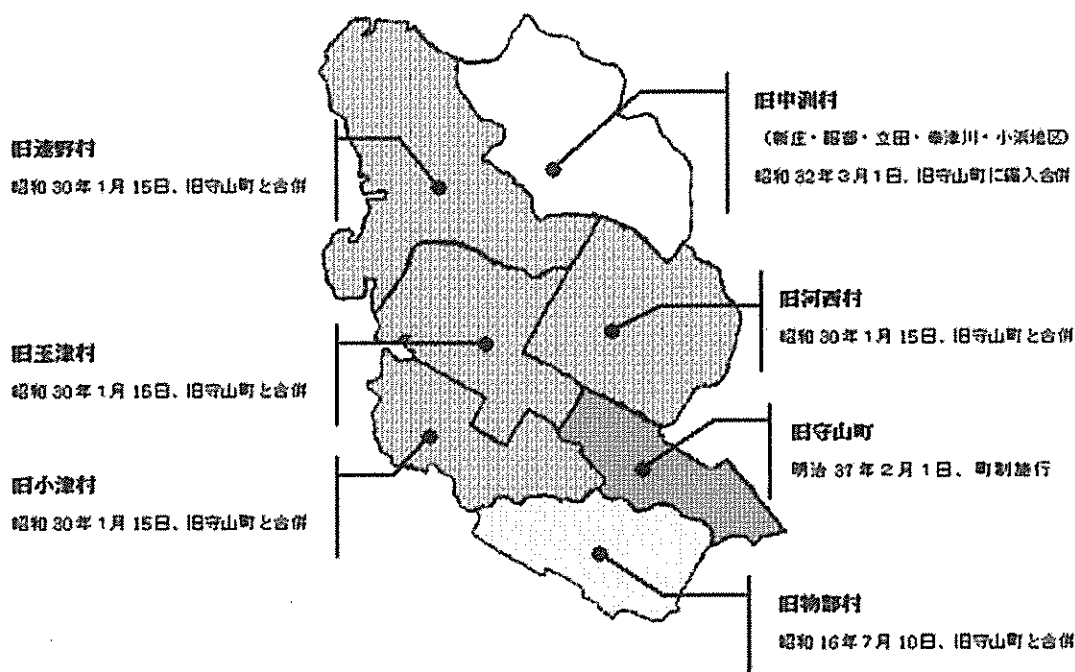 旧速野村
昭和30年1月15日、旧守山町と合併
旧玉津村
昭和30年1月15日、旧守山町と合併
旧小津村
昭和30年1月15日、旧守山町と合併
旧中洲村
(新庄・服部・立田・幸津川・小浜地区)
昭和32年3月1日、旧守山町に編入合併
旧河西村
昭和30年1月15日、旧守山町と合併
旧守山町
明治37年2月1日、町制施行
旧物部村
昭和16年7月10日、旧守山町と合併